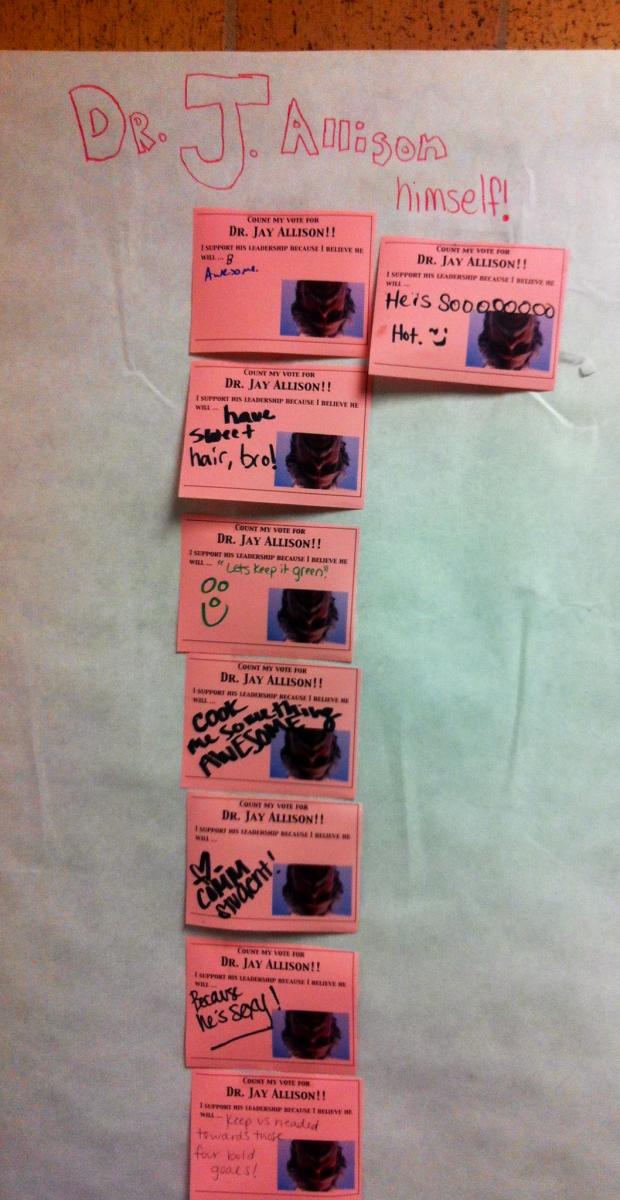 DR. J. Allison
himself!
COUNT MY VOTE FOR
DR. JAY ALLISON!!
I SUPPORT HIS LEADERSHIP BECAUSE I BELIEVE HE
WILL ... B
Awesome.
COUNT MY VOTE FOR
DR. JAY ALLISON!!
I SUPPORT HIS LEADERSHIP BECAUSE I BELIEVE HE
WILL ...
He is Sooooooooo
Hot.
COUNT MY VOTE FOR
DR. JAY ALLISON!!
I SUPPORT HIS LEADERSHIP BECAUSE I BELIEVE HE
WILL ... have
sweet
hair, bro!
COUNT MY VOTE FOR
DR. JAY ALLISON!!
I SUPPORT HIS LEADERSHIP BECAUSE I BELIEVE HE
WILL ... "Lets keep it green"
COUNT MY VOTE FOR
DR. JAY ALLISON!!
I SUPPORT HIS LEADERSHIP BECAUSE I BELIEVE HE
WILL ... COOK
me something
AWESOME
COUNT MY VOTE FOR
DR. JAY ALLISON!!
I SUPPORT HIS LEADERSHIP BECAUSE I BELIEVE HE
WILL ...
♡-
COMM
STUDENT!
COUNT MY VOTE FOR
DR. JAY ALLISON!!
I SUPPORT HIS LEADERSHIP BECAUSE I BELIEVE HE
WILL ...
Because
he's sexy!
COUNT MY VOTE FOR
DR. JAY ALLISON!!
I SUPPORT HIS LEADERSHIP BECAUSE I BELIEVE HE
WILL ... Keep us headed
towards those
four bold
goals!